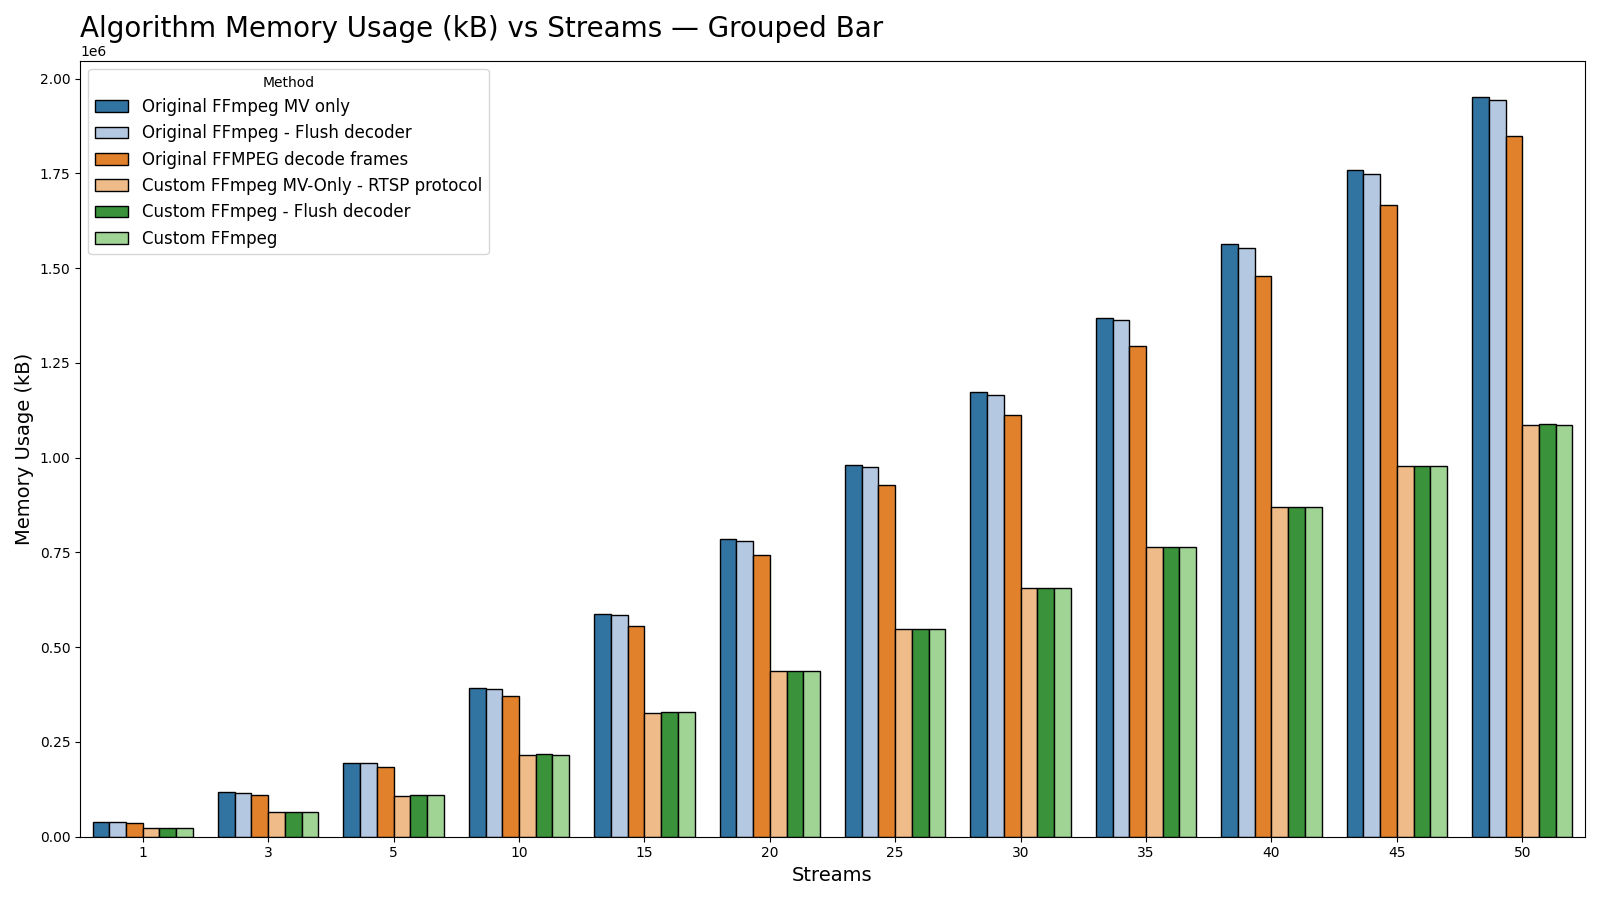 Algorithm Memory Usage (kB) vs Streams — Grouped Bar
1e6
Method
Original FFmpeg MV only
Original FFmpeg - Flush decoder
Original FFMPEG decode frames
Custom FFmpeg MV-Only - RTSP protocol
Custom FFmpeg - Flush decoder
Custom FFmpeg
Memory Usage (kB)
2.00
1.75
1.50
1.25
1.00
0.75
0.50
0.25
0.00
1 3 5 10 15 20 25 30 35 40 45 50
Streams